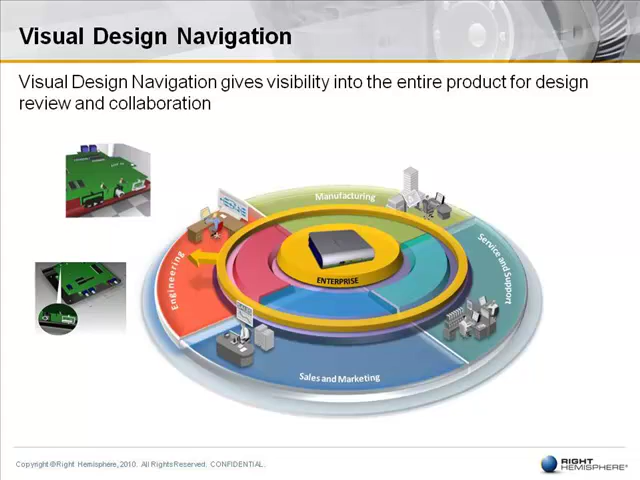 Visual Design Navigation
Visual Design Navigation gives visibility into the entire product for design
review and collaboration
Manufacturing
Engineering
Service and Support
ENTERPRISE
Sales and Marketing
Copyright © Right Hemisphere, 2010. All Rights Reserved. CONFIDENTIAL.
RIGHT
HEMISPHERE®